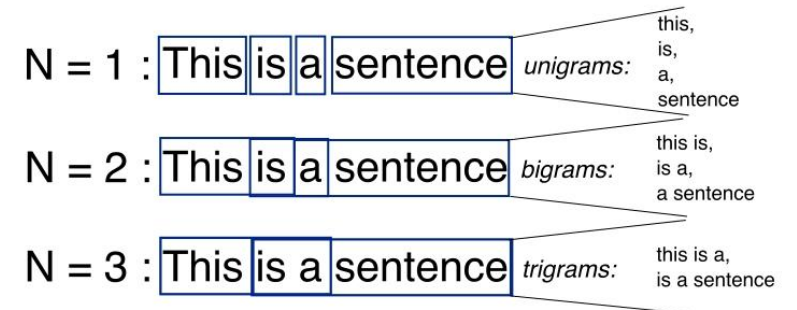 N = 1 : This is a sentence unigrams:
this,
is,
a,
sentence
N = 2 : This is a sentence bigrams:
this is,
is a,
a sentence
N = 3 : This is a sentence trigrams:
this is a,
is a sentence